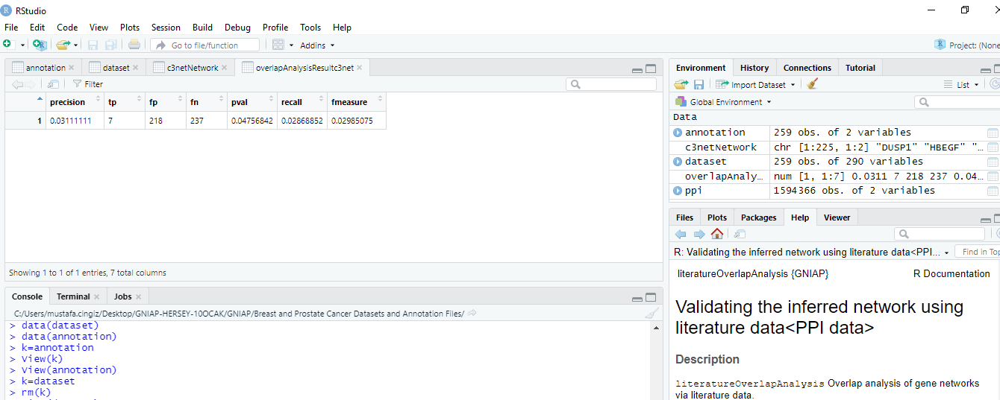 RStudio
File Edit Code View Plots Session Build Debug Profile Tools Help
Go to file/function Addins Project: (None
annotation dataset c3netNetwork overlapAnalysisResultc3net
Filter
precision tp fp fn pval recall fmeasure
1 0.03111111 7 218 237 0.04756842 0.02868852 0.02985075
Showing 1 to 1 of 1 entries, 7 total columns
Console Terminal Jobs
C:/Users/mustafa.cingiz/Desktop/GNIAP-HERSEY-10OCAK/GNIAP/Breast and Prostate Cancer Datasets and Annotation Files/
> data(dataset)
> data(annotation)
> k=annotation
> View(k)
> View(annotation)
> k=dataset
> rm(k)
Environment History Connections Tutorial
Import Dataset List
Global Environment
Data
annotation 259 obs. of 2 variables
c3netNetwork chr [1:225, 1:2] "DUSP1" "HBEGF" "…
dataset 259 obs. of 290 variables
overlapAnaly… num [1, 1:7] 0.0311 7 218 237 0.04…
ppi 1594366 obs. of 2 variables
Files Plots Packages Help Viewer
R: Validating the inferred network using literature data<PPI... Find in Top
literatureOverlapAnalysis {GNIAP} R Documentation
Validating the inferred network using
literature data<PPI data>
Description
literatureOverlapAnalysis Overlap analysis of gene networks
via literature data.